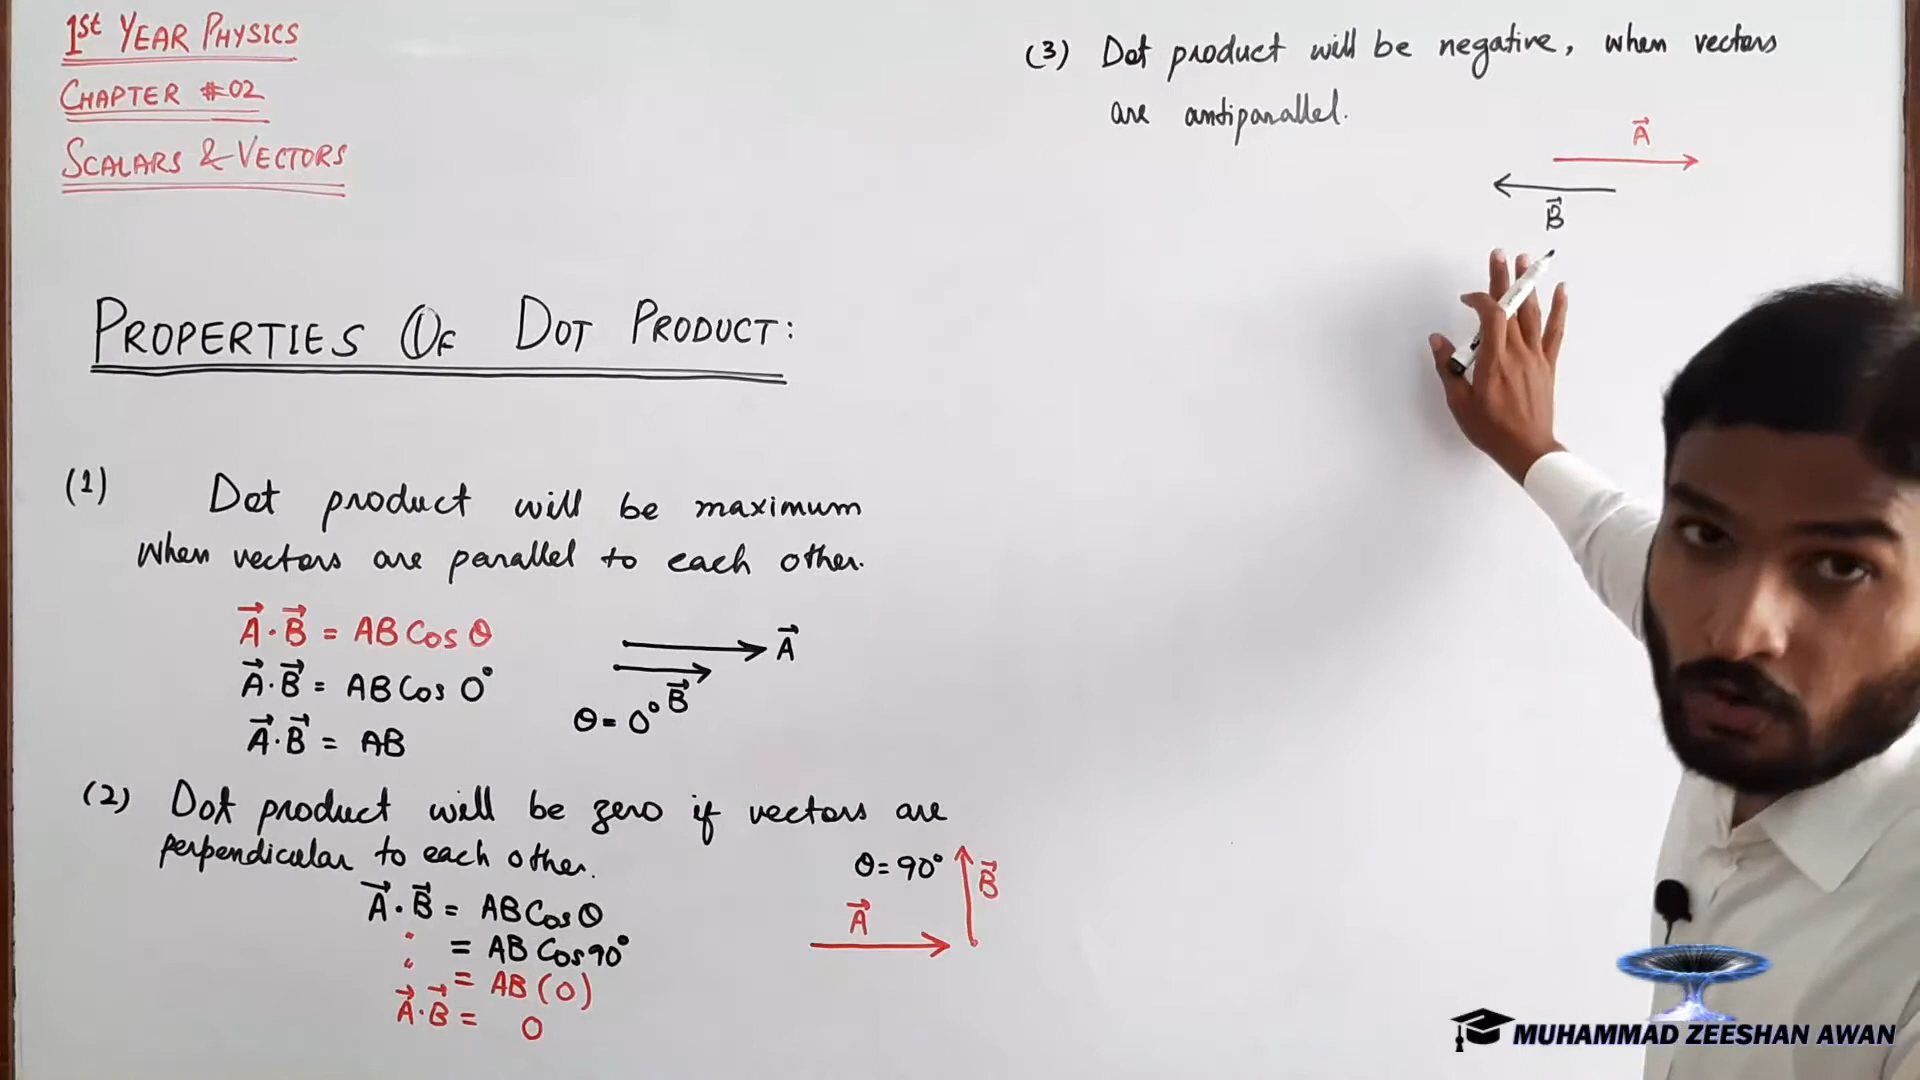 1st YEAR PHYSICS
CHAPTER #02
SCALARS & VECTORS
PROPERTIES OF DOT PRODUCT:
(1) Dot product will be maximum
when vectors are parallel to each other.
A⃗·B⃗ = AB Cos θ
A⃗·B⃗ = AB Cos 0°
A⃗·B⃗ = AB
A⃗
B⃗
θ = 0°
(2) Dot product will be zero if vectors are
perpendicular to each other.
A⃗·B⃗ = AB Cos θ
" = AB Cos 90°
" = AB (0)
A⃗·B⃗ = 0
θ = 90°
B⃗
A⃗
(3) Dot product will be negative, when vectors
are antiparallel.
A⃗
B⃗
MUHAMMAD ZEESHAN AWAN